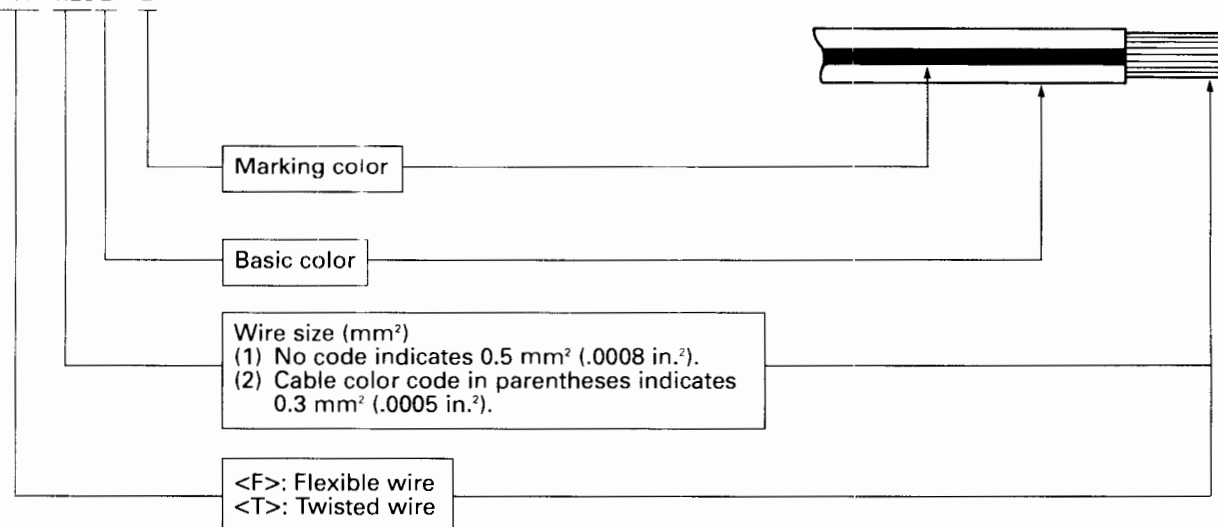 Marking color
Basic color
Wire size (mm²)
(1) No code indicates 0.5 mm² (.0008 in.²).
(2) Cable color code in parentheses indicates
0.3 mm² (.0005 in.²).
<F>: Flexible wire
<T>: Twisted wire